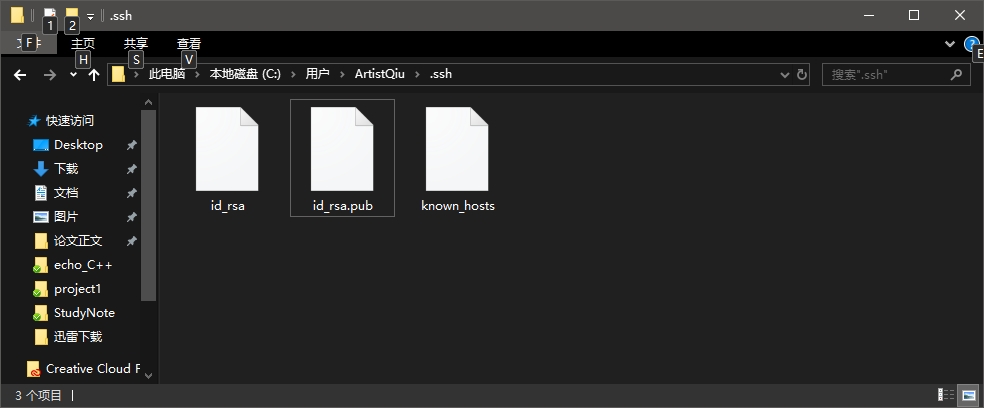 1 2 .ssh
文件 F 主页 H 共享 S 查看 V ? E
此电脑 本地磁盘 (C:) 用户 ArtistQiu .ssh 搜索".ssh"
快速访问
Desktop
下载
文档
图片
论文正文
echo_C++
project1
StudyNote
迅雷下载
Creative Cloud F
id_rsa id_rsa.pub known_hosts
3 个项目